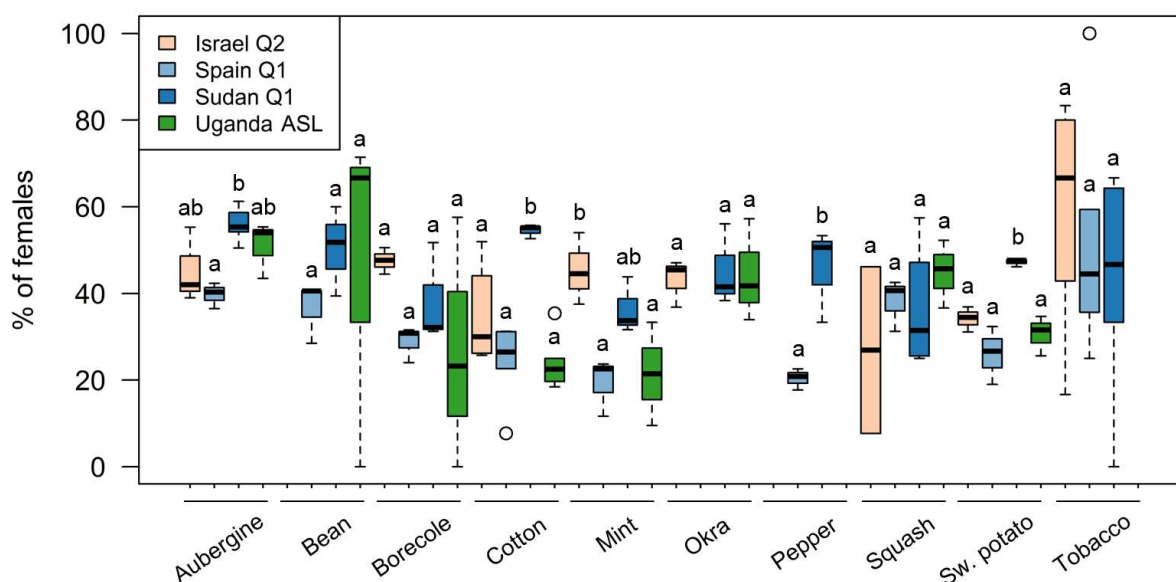 100
80
60
40
20
0
% of females
Israel Q2
Spain Q1
Sudan Q1
Uganda ASL
ab
a
b
ab
a
a
a
a
a
a
a
a
a
b
a
b
a
ab
a
a
a
a
a
b
a
a
a
a
a
a
b
a
a
a
a
Aubergine
Bean
Borecole
Cotton
Mint
Okra
Pepper
Squash
Sw. potato
Tobacco